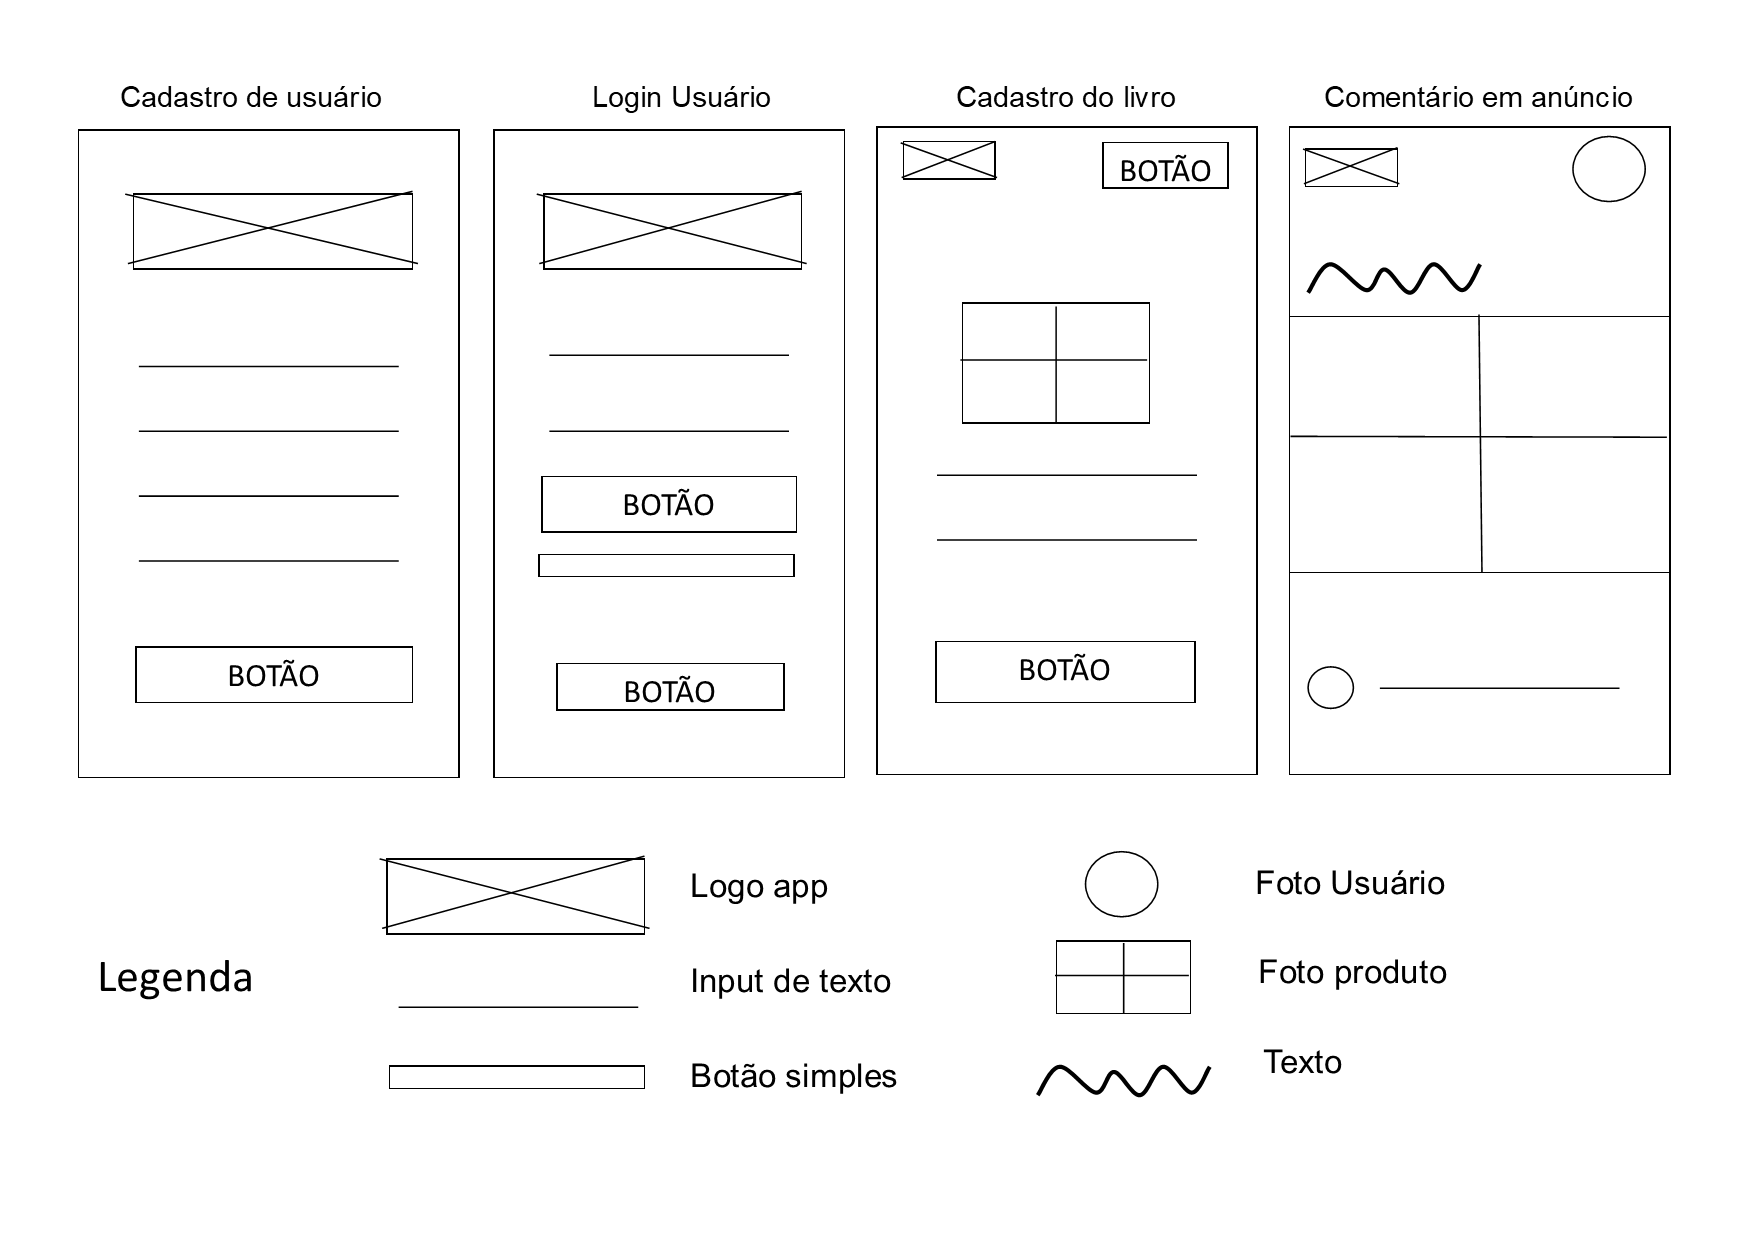 Cadastro de usuário
Login Usuário
Cadastro do livro
Comentário em anúncio
BOTÃO
BOTÃO
BOTÃO
BOTÃO
BOTÃO
Legenda
Logo app
Input de texto
Botão simples
Foto Usuário
Foto produto
Texto